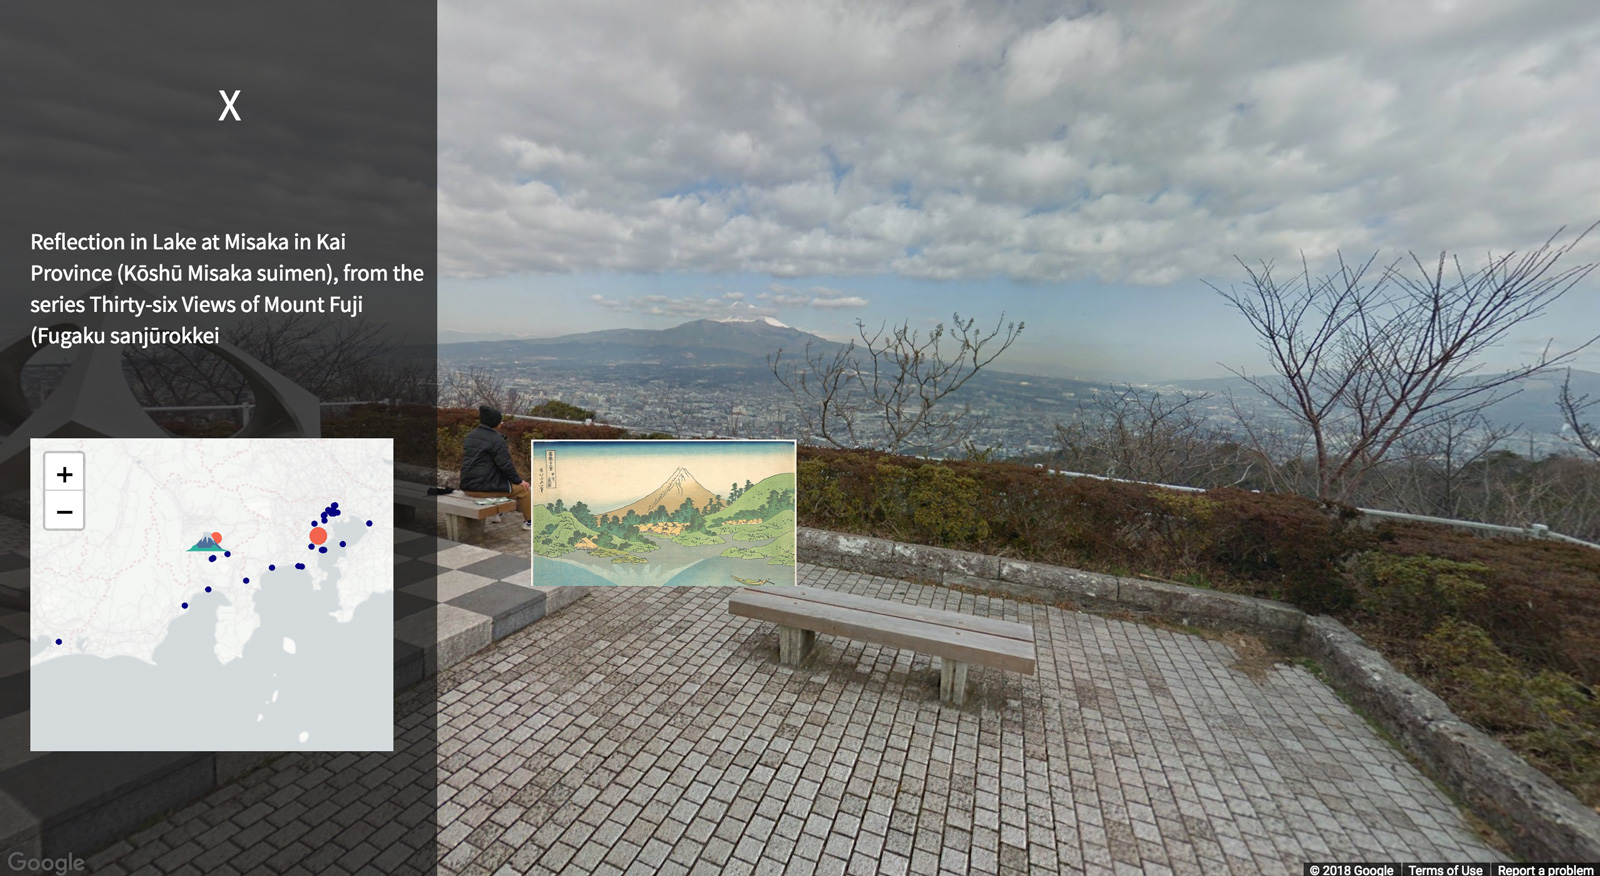 X
Reflection in Lake at Misaka in Kai
Province (Kōshū Misaka suimen), from the
series Thirty-six Views of Mount Fuji
(Fugaku sanjūrokkei
+
−
Google
© 2018 Google
Terms of Use
Report a problem